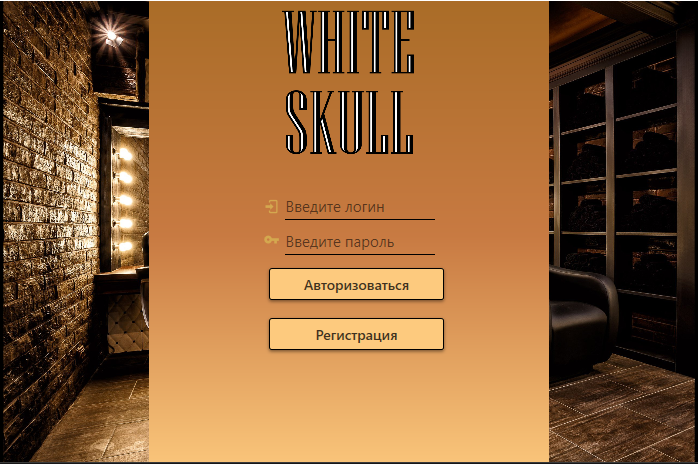 WHITE
SKULL
Введите логин
Введите пароль
Авторизоваться
Регистрация